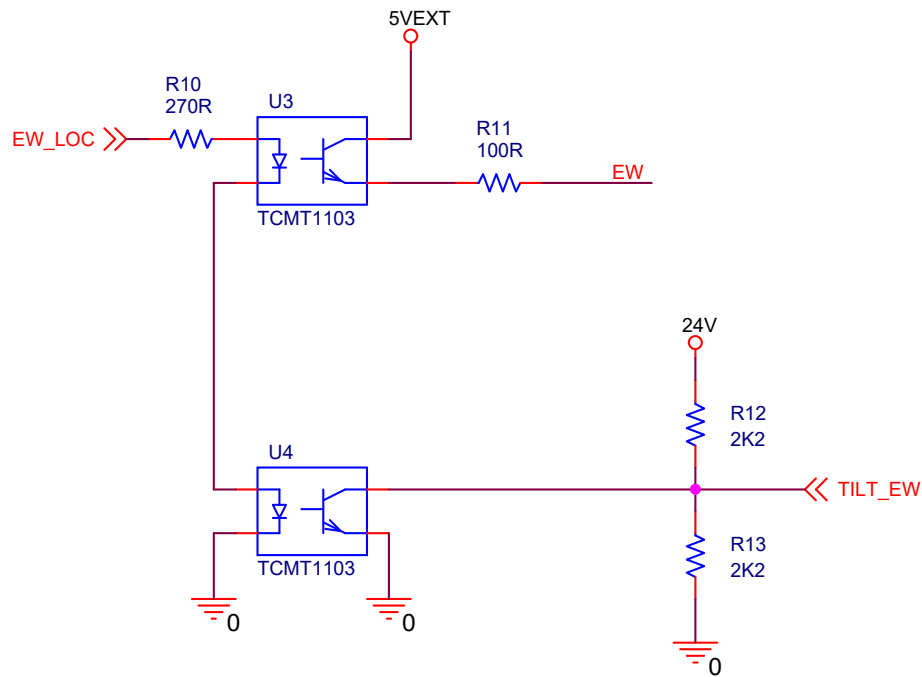 5VEXT
R10
270R
U3
EW_LOC
R11
100R
EW
TCMT1103
24V
R12
2K2
U4
TILT_EW
R13
2K2
TCMT1103
0
0
0